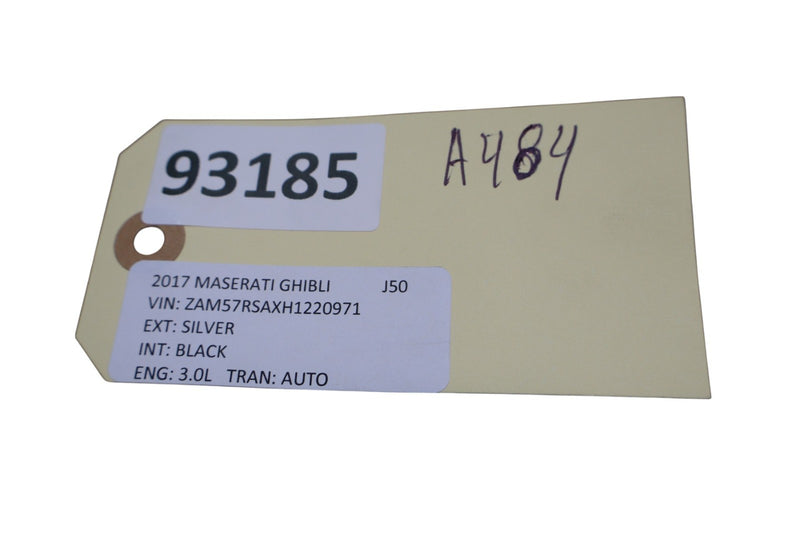 93185
A484
2017 MASERATI GHIBLI J50
VIN: ZAM57RSAXH1220971
EXT: SILVER
INT: BLACK
ENG: 3.0L TRAN: AUTO